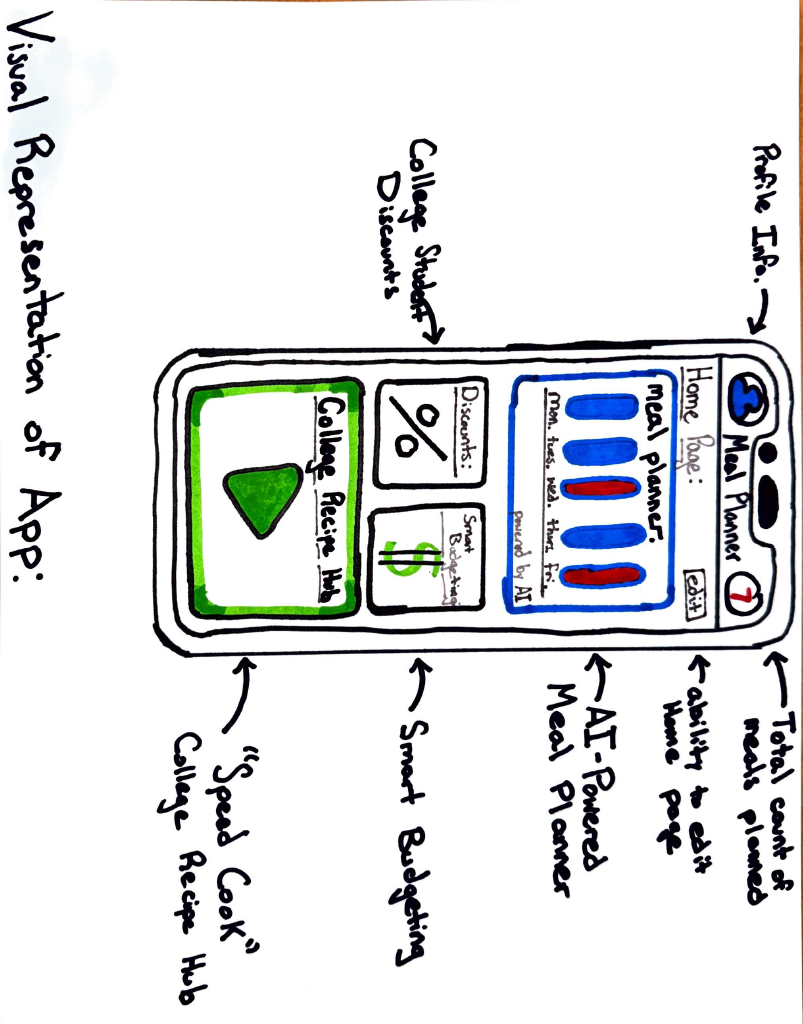 Profile Info.
Total count of
meals planned
Meal Planner
7
Home Page:
edit
ability to edit
Home page
meal planner:
mon. tues. wed. thurs. fri.
powered by AI
AI-Powered
Meal Planner
College Student
Discounts
Discounts:
%
Smart
Budgeting
$
Smart Budgeting
College Recipe Hub
"Speed Cook"
College Recipe Hub
Visual Representation of App: